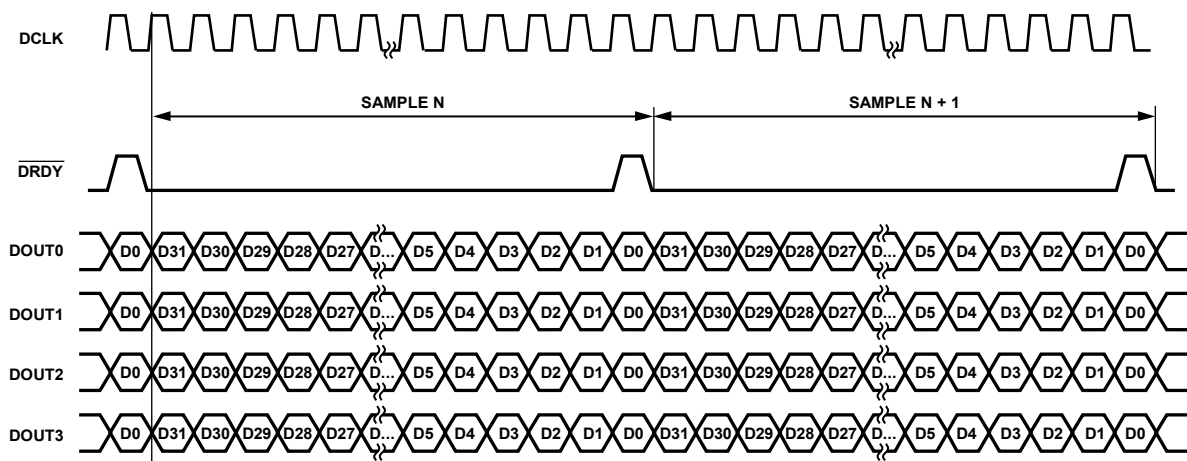 DCLK
SAMPLE N SAMPLE N + 1
DRDY
DOUT0 D0 D31 D30 D29 D28 D27 D... D5 D4 D3 D2 D1 D0 D31 D30 D29 D28 D27 D... D5 D4 D3 D2 D1 D0
DOUT1 D0 D31 D30 D29 D28 D27 D... D5 D4 D3 D2 D1 D0 D31 D30 D29 D28 D27 D... D5 D4 D3 D2 D1 D0
DOUT2 D0 D31 D30 D29 D28 D27 D... D5 D4 D3 D2 D1 D0 D31 D30 D29 D28 D27 D... D5 D4 D3 D2 D1 D0
DOUT3 D0 D31 D30 D29 D28 D27 D... D5 D4 D3 D2 D1 D0 D31 D30 D29 D28 D27 D... D5 D4 D3 D2 D1 D0